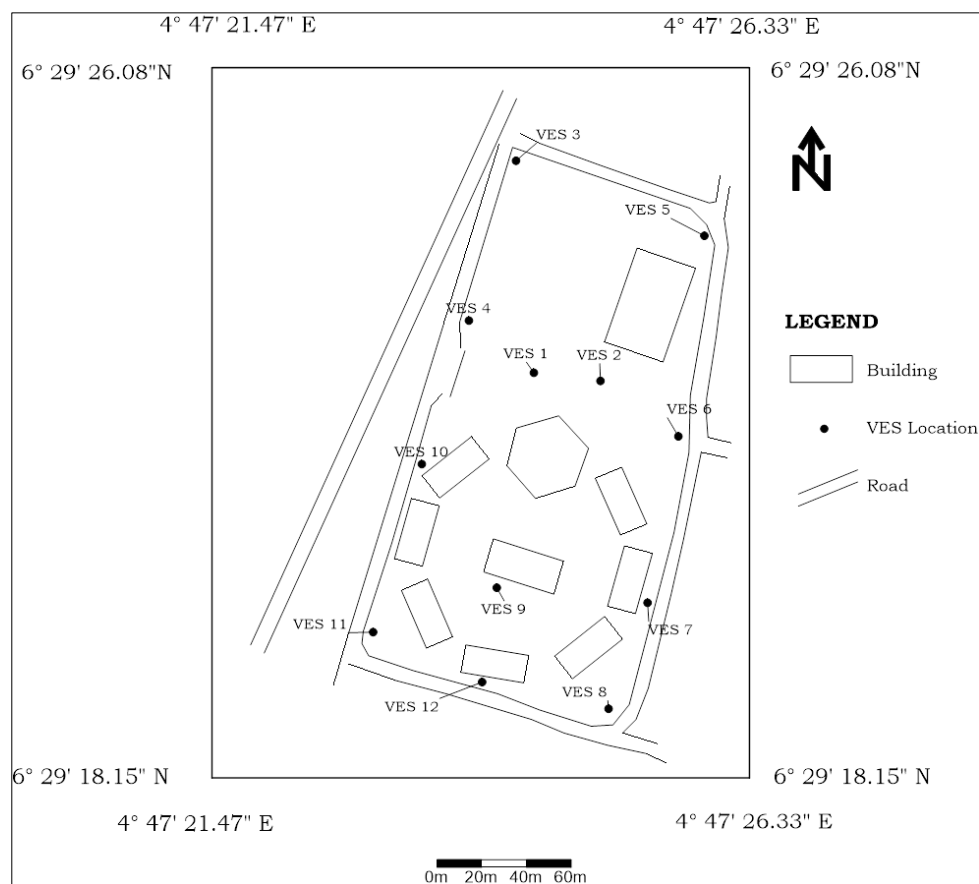 4° 47' 21.47" E
4° 47' 26.33" E
6° 29' 26.08"N
6° 29' 26.08"N
VES 3
N
VES 5
VES 4
LEGEND
VES 1
VES 2
Building
VES 6
VES Location
VES 10
Road
VES 9
VES 11
VES 7
VES 8
VES 12
6° 29' 18.15" N
6° 29' 18.15" N
4° 47' 21.47" E
4° 47' 26.33" E
0m 20m 40m 60m